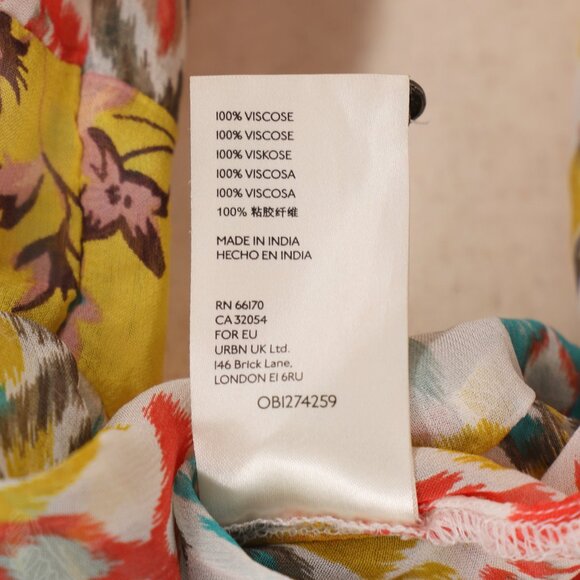 100% VISCOSE
100% VISCOSE
100% VISKOSE
100% VISCOSA
100% VISCOSA
100% 粘胶纤维
MADE IN INDIA
HECHO EN INDIA
RN 66170
CA 32054
FOR EU
URBN UK Ltd.
146 Brick Lane,
LONDON E1 6RU
OB1274259